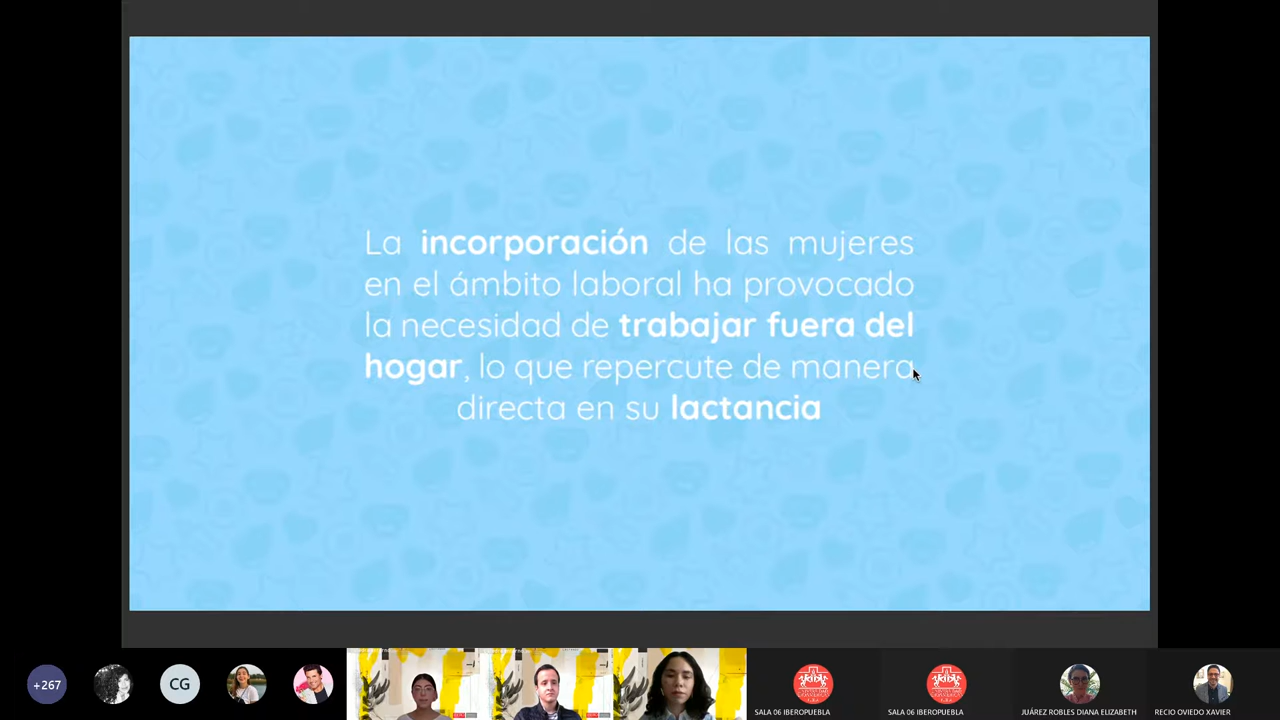 La incorporación de las mujeres
en el ámbito laboral ha provocado
la necesidad de trabajar fuera del
hogar, lo que repercute de manera
directa en su lactancia
+267
CG
SALA 06 IBEROPUEBLA
SALA 06 IBEROPUEBLA
JUÁREZ ROBLES DIANA ELIZABETH
RECIO OVIEDO XAVIER